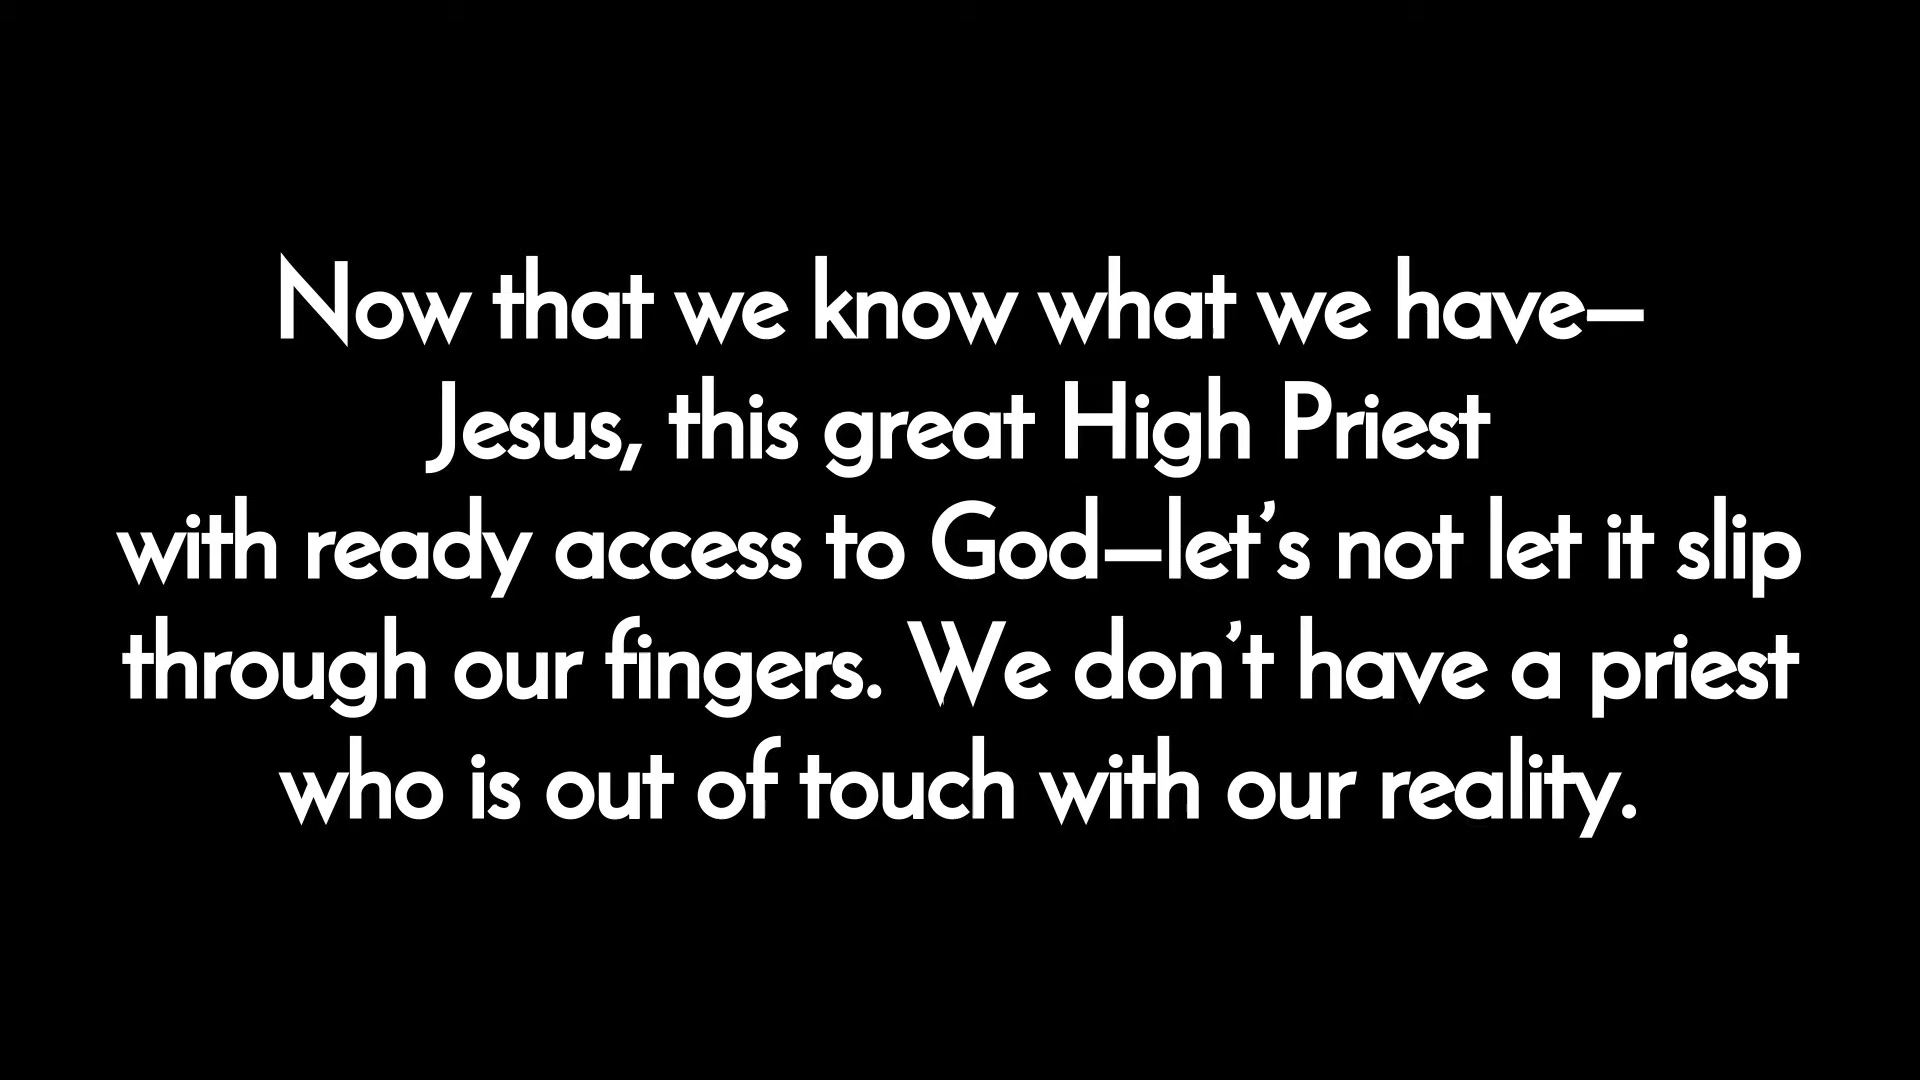 Now that we know what we have—
Jesus, this great High Priest
with ready access to God—let’s not let it slip
through our fingers. We don’t have a priest
who is out of touch with our reality.